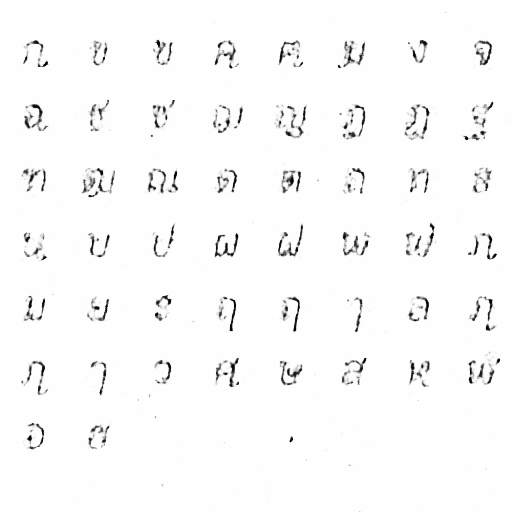 ก ข ฃ ค ฅ ฆ ง จ
ฉ ช ซ ฌ ญ ฎ ฏ ฐ
ฑ ฒ ณ ด ต ถ ท ธ
น บ ป ผ ฝ พ ฟ ภ
ม ย ร ฤ ฤ ๅ ล ฦ
ฦ ๅ ว ศ ษ ส ห ฬ
อ ฮ